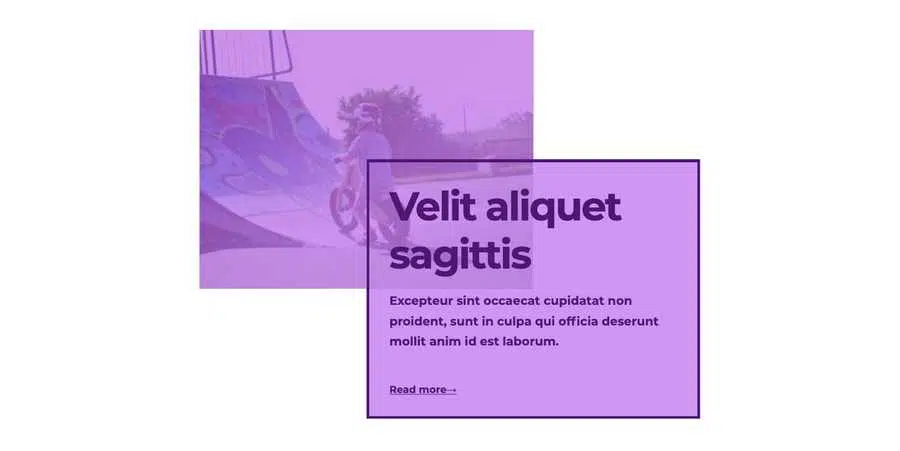 Velit aliquet
sagittis
Excepteur sint occaecat cupidatat non
proident, sunt in culpa qui officia deserunt
mollit anim id est laborum.
Read more→